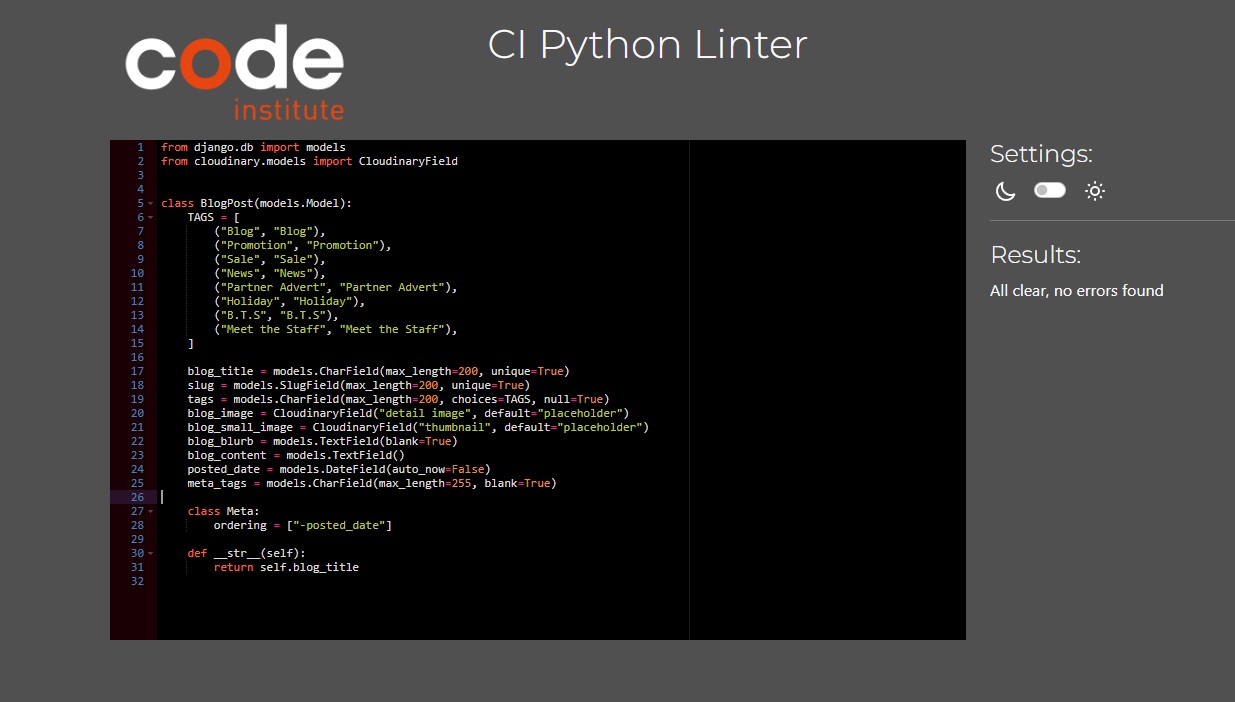 code
institute
CI Python Linter
1 from django.db import models
2 from cloudinary.models import CloudinaryField
3
4
5 class BlogPost(models.Model):
6     TAGS = [
7         ("Blog", "Blog"),
8         ("Promotion", "Promotion"),
9         ("Sale", "Sale"),
10         ("News", "News"),
11         ("Partner Advert", "Partner Advert"),
12         ("Holiday", "Holiday"),
13         ("B.T.S", "B.T.S"),
14         ("Meet the Staff", "Meet the Staff"),
15     ]
16
17     blog_title = models.CharField(max_length=200, unique=True)
18     slug = models.SlugField(max_length=200, unique=True)
19     tags = models.CharField(max_length=200, choices=TAGS, null=True)
20     blog_image = CloudinaryField("detail image", default="placeholder")
21     blog_small_image = CloudinaryField("thumbnail", default="placeholder")
22     blog_blurb = models.TextField(blank=True)
23     blog_content = models.TextField()
24     posted_date = models.DateField(auto_now=False)
25     meta_tags = models.CharField(max_length=255, blank=True)
26
27     class Meta:
28         ordering = ["-posted_date"]
29
30     def __str__(self):
31         return self.blog_title
32
Settings:
Results:
All clear, no errors found